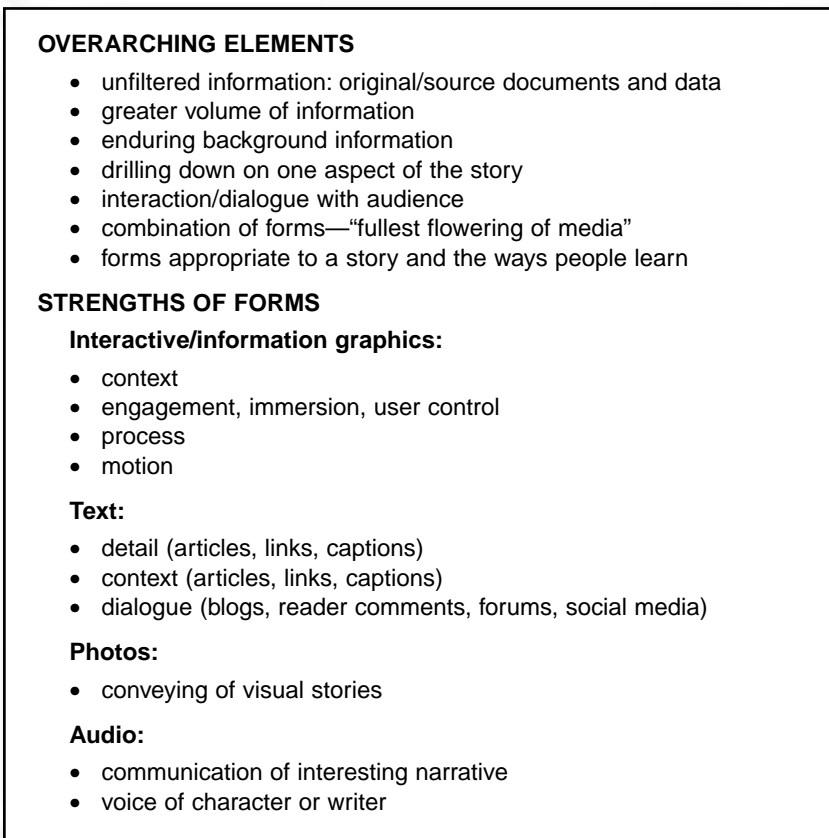 OVERARCHING ELEMENTS
• unfiltered information: original/source documents and data
• greater volume of information
• enduring background information
• drilling down on one aspect of the story
• interaction/dialogue with audience
• combination of forms—“fullest flowering of media”
• forms appropriate to a story and the ways people learn
STRENGTHS OF FORMS
Interactive/information graphics:
• context
• engagement, immersion, user control
• process
• motion
Text:
• detail (articles, links, captions)
• context (articles, links, captions)
• dialogue (blogs, reader comments, forums, social media)
Photos:
• conveying of visual stories
Audio:
• communication of interesting narrative
• voice of character or writer